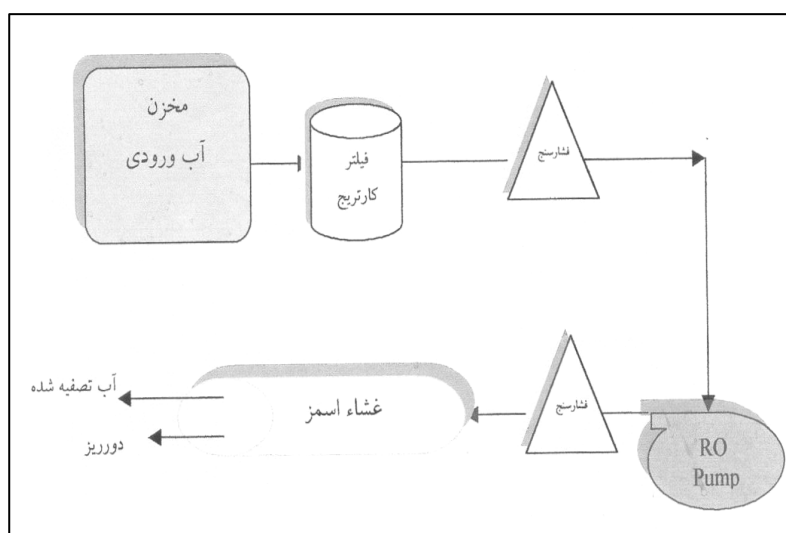 مخزن
آب ورودی
فیلتر
کارتریج
فشارسنج
آب تصفیه شده
دورریز
غشاء اسمز
فشارسنج
RO
Pump